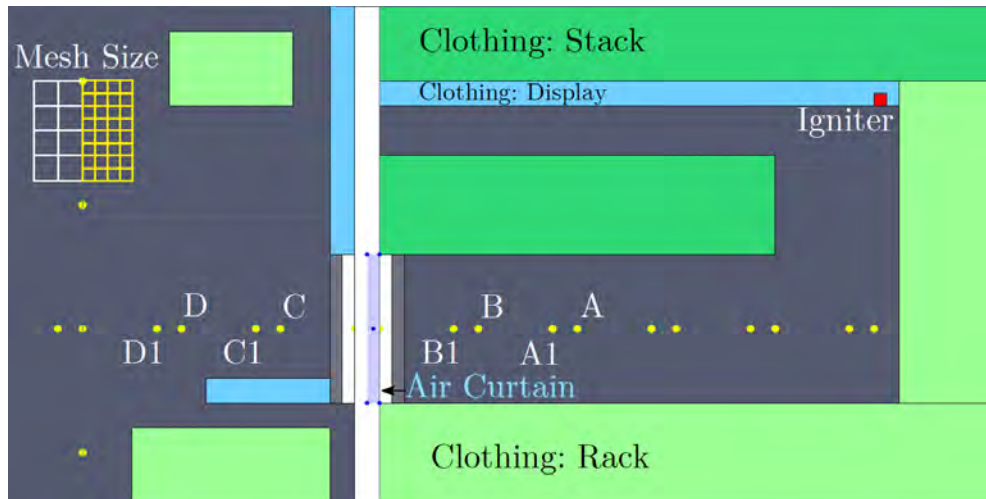 Clothing: Stack
Mesh Size
Clothing: Display
Igniter
D
C
B
A
D1
C1
B1
A1
Air Curtain
Clothing: Rack